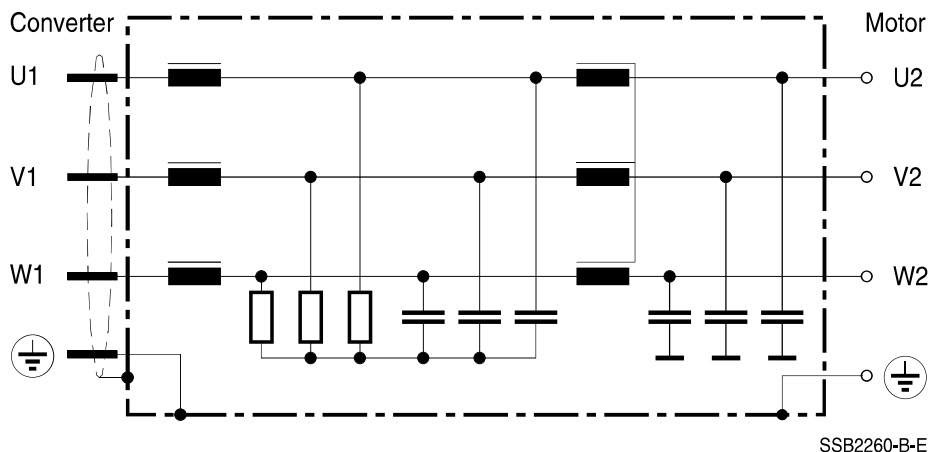 Converter
Motor
U1
U2
V1
V2
W1
W2
SSB2260-B-E